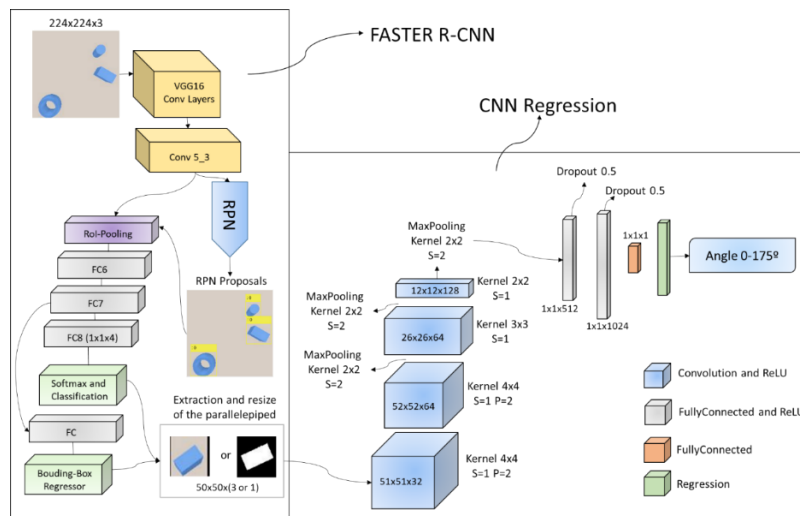 224x224x3
FASTER R-CNN
VGG16
Conv Layers
Conv 5_3
RPN
RoI-Pooling
FC6
FC7
FC8 (1x1x4)
Softmax and
Classification
FC
Bouding-Box
Regressor
RPN Proposals
Extraction and resize
of the parallelepiped
or
50x50x(3 or 1)
CNN Regression
Dropout 0.5
Dropout 0.5
MaxPooling
Kernel 2x2
S=2
1x1x1
Angle 0-175º
12x12x128
Kernel 2x2
S=1
1x1x512
1x1x1024
MaxPooling
Kernel 2x2
S=2
26x26x64
Kernel 3x3
S=1
MaxPooling
Kernel 2x2
S=2
52x52x64
Kernel 4x4
S=1 P=2
51x51x32
Kernel 4x4
S=1 P=2
Convolution and ReLU
FullyConnected and ReLU
FullyConnected
Regression